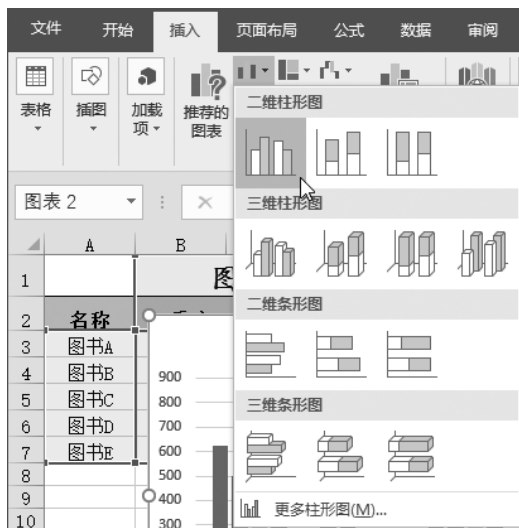 文件 开始 插入 页面布局 公式 数据 审阅
表格 插图 加载项 推荐的图表
二维柱形图
图表 2
三维柱形图
A B
1 图
二维条形图
2 名称
3 图书A
4 图书B 900
三维条形图
5 图书C 800
6 图书D 700
7 图书E 600
8 500
9 400
更多柱形图(M)...
10 300